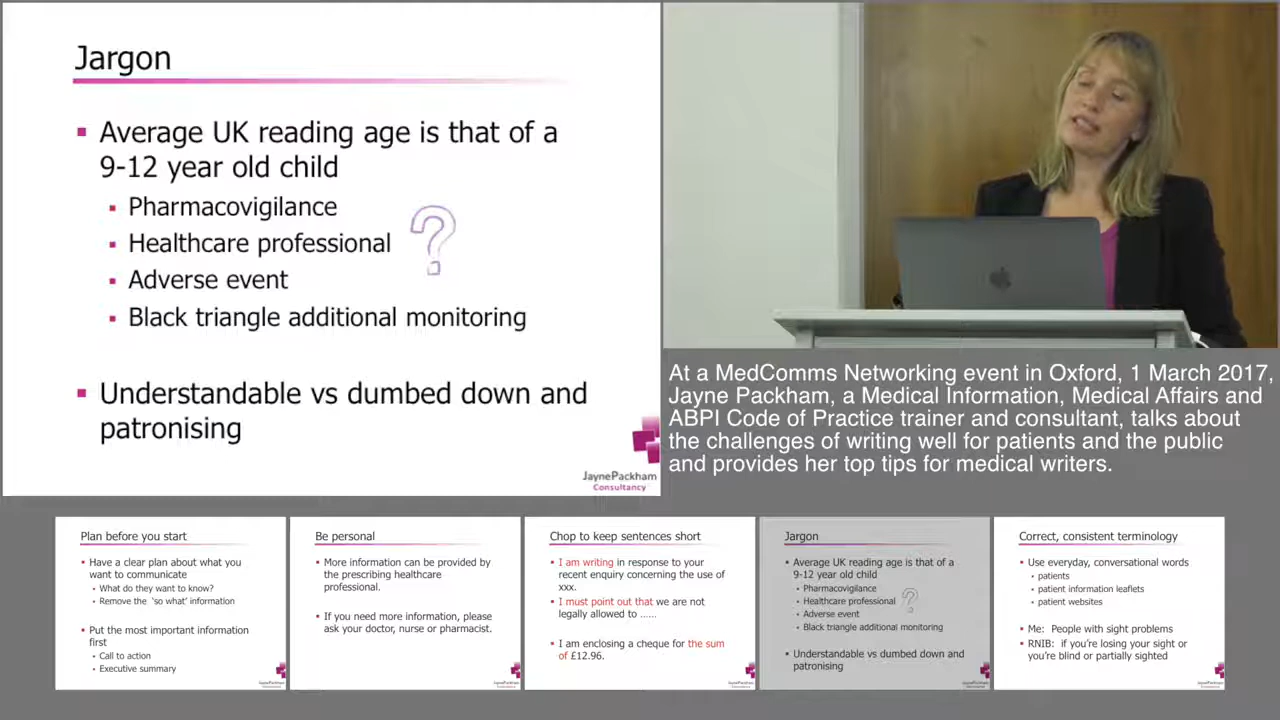 Jargon
Average UK reading age is that of a
9-12 year old child
Pharmacovigilance
Healthcare professional
?
Adverse event
Black triangle additional monitoring
Understandable vs dumbed down and
patronising
JaynePackham
Consultancy
At a MedComms Networking event in Oxford, 1 March 2017,
Jayne Packham, a Medical Information, Medical Affairs and
ABPI Code of Practice trainer and consultant, talks about
the challenges of writing well for patients and the public
and provides her top tips for medical writers.
Plan before you start
Have a clear plan about what you
want to communicate
What do they want to know?
Remove the 'so what' information
Put the most important information
first
Call to action
Executive summary
JaynePackham
Be personal
More information can be provided by
the prescribing healthcare
professional.
If you need more information, please
ask your doctor, nurse or pharmacist.
JaynePackham
Chop to keep sentences short
I am writing in response to your
recent enquiry concerning the use of
xxx.
I must point out that we are not
legally allowed to ......
I am enclosing a cheque for the sum
of £12.96.
JaynePackham
Jargon
Average UK reading age is that of a
9-12 year old child
Pharmacovigilance
Healthcare professional
?
Adverse event
Black triangle additional monitoring
Understandable vs dumbed down and
patronising
JaynePackham
Correct, consistent terminology
Use everyday, conversational words
patients
patient information leaflets
patient websites
Me: People with sight problems
RNIB: if you're losing your sight or
you're blind or partially sighted
JaynePackham